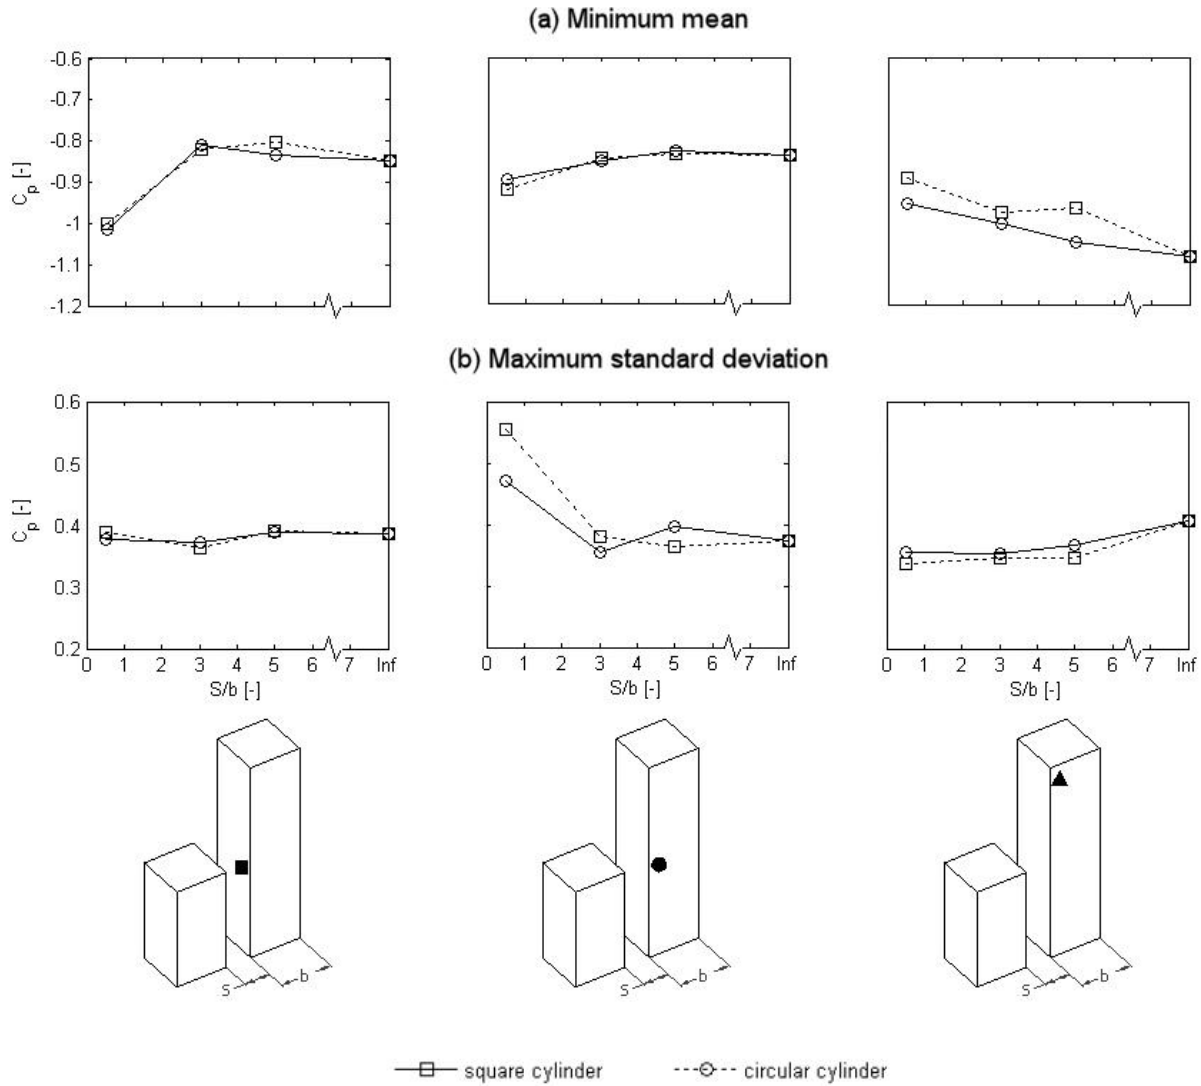 (a) Minimum mean
-0.6
-0.7
-0.8
-0.9
-1
-1.1
-1.2
C_p [-]
(b) Maximum standard deviation
0.6
0.5
0.4
0.3
0.2
C_p [-]
0 1 2 3 4 5 6 7 Inf
S/b [-]
0 1 2 3 4 5 6 7 Inf
S/b [-]
0 1 2 3 4 5 6 7 Inf
S/b [-]
S b
S b
S b
square cylinder circular cylinder